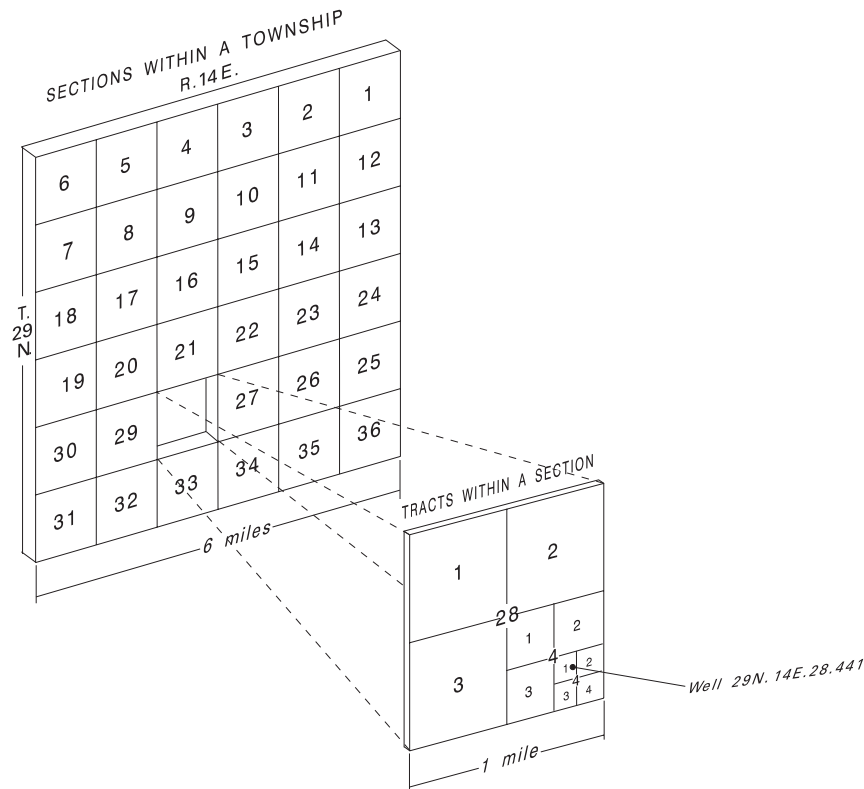 SECTIONS WITHIN A TOWNSHIP
R.14E.
6 5 4 3 2 1
7 8 9 10 11 12
18 17 16 15 14 13
T.
29
N.
19 20 21 22 23 24
30 29 27 26 25
31 32 33 34 35 36
6 miles
TRACTS WITHIN A SECTION
1 2
28
1 2
4
1 2
4
3 3 3 4
Well 29N.14E.28.441
1 mile